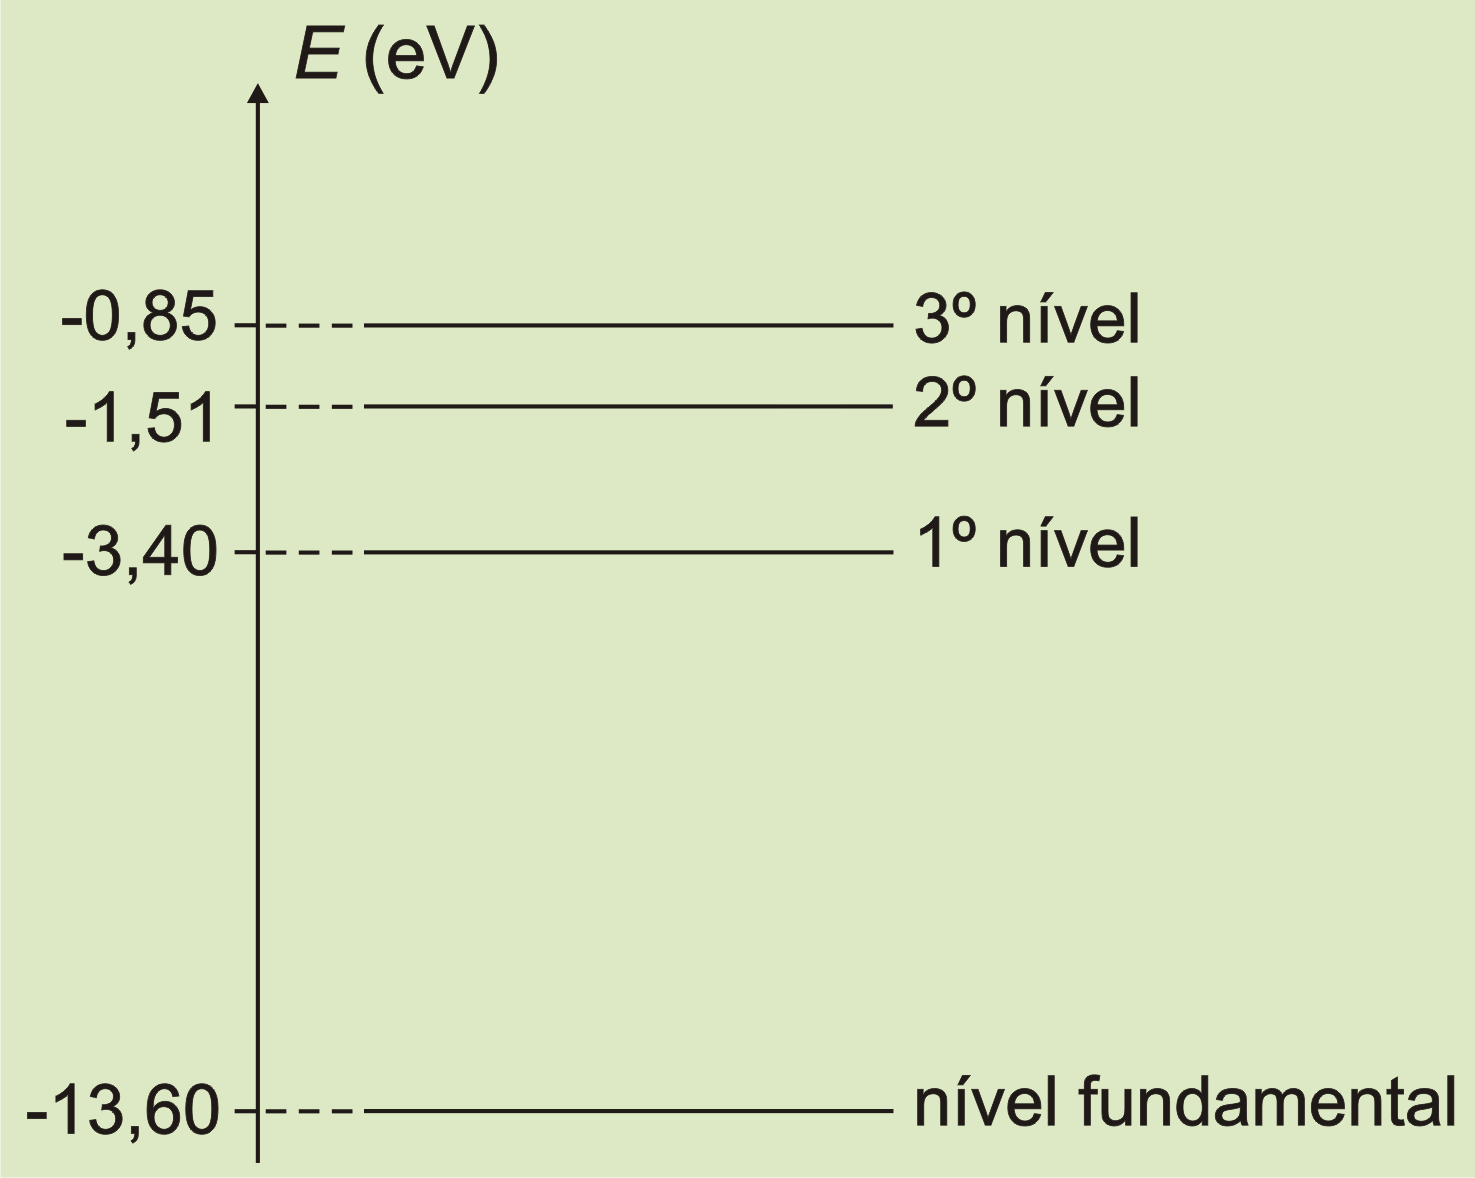 E (eV)
-0,85 3º nível
-1,51 2º nível
-3,40 1º nível
-13,60 nível fundamental